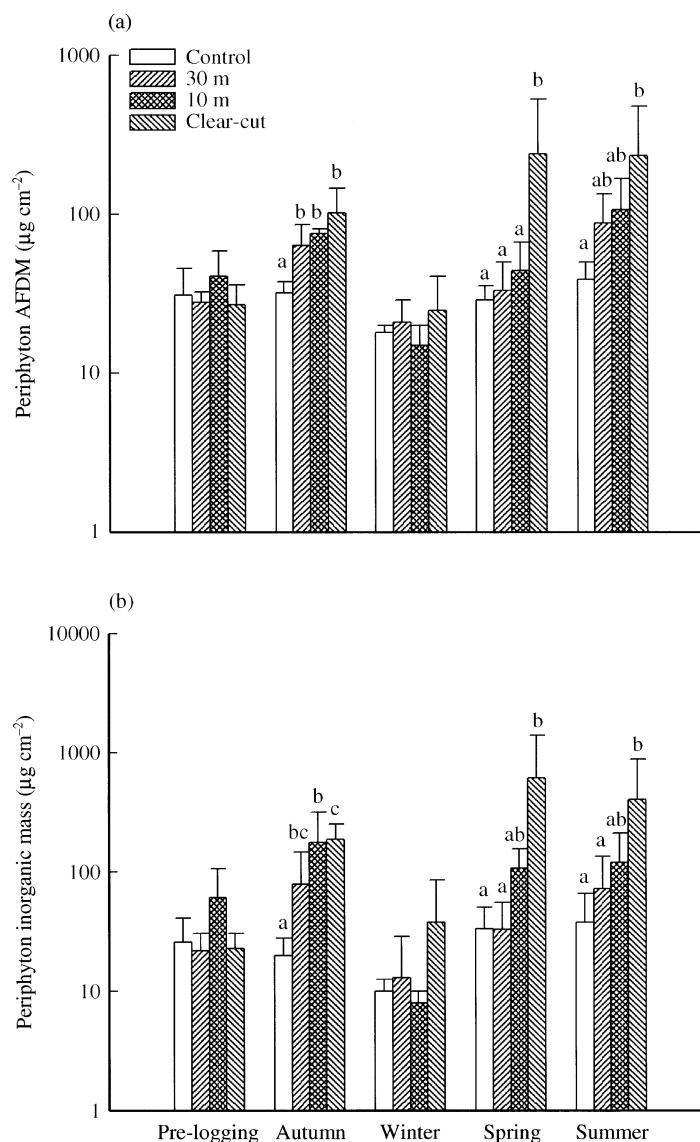 (a)
1000
100
10
1
Periphyton AFDM (µg cm⁻²)
Control
30 m
10 m
Clear-cut
a
b b
b
a
a
a
b
a
ab
ab
b
(b)
10000
1000
100
10
1
Periphyton inorganic mass (µg cm⁻²)
a
bc
b
c
a
a
ab
b
a
a
ab
b
Pre-logging Autumn Winter Spring Summer